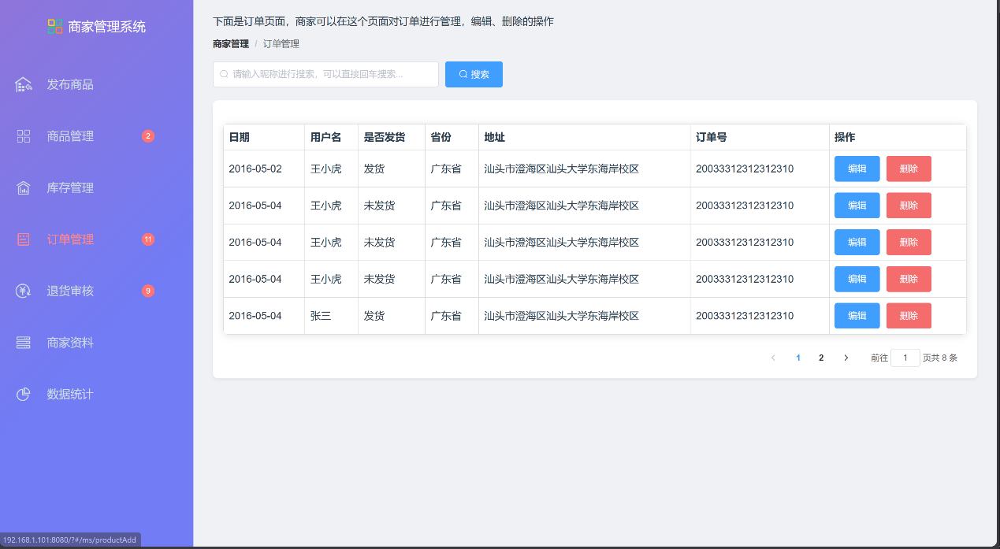 商家管理系统
发布商品
商品管理 2
库存管理
订单管理 11
退货审核 9
商家资料
数据统计
下面是订单页面，商家可以在这个页面对订单进行管理，编辑、删除的操作
商家管理 / 订单管理
请输入昵称进行搜索，可以直接回车搜索... 搜索
日期 用户名 是否发货 省份 地址 订单号 操作
2016-05-02 王小虎 发货 广东省 汕头市澄海区汕头大学东海岸校区 20033312312312310 编辑 删除
2016-05-04 王小虎 未发货 广东省 汕头市澄海区汕头大学东海岸校区 20033312312312310 编辑 删除
2016-05-04 王小虎 未发货 广东省 汕头市澄海区汕头大学东海岸校区 20033312312312310 编辑 删除
2016-05-04 王小虎 未发货 广东省 汕头市澄海区汕头大学东海岸校区 20033312312312310 编辑 删除
2016-05-04 张三 发货 广东省 汕头市澄海区汕头大学东海岸校区 20033312312312310 编辑 删除
1 2 前往 1 页共 8 条
192.168.1.101:8080/?#/ms/productAdd